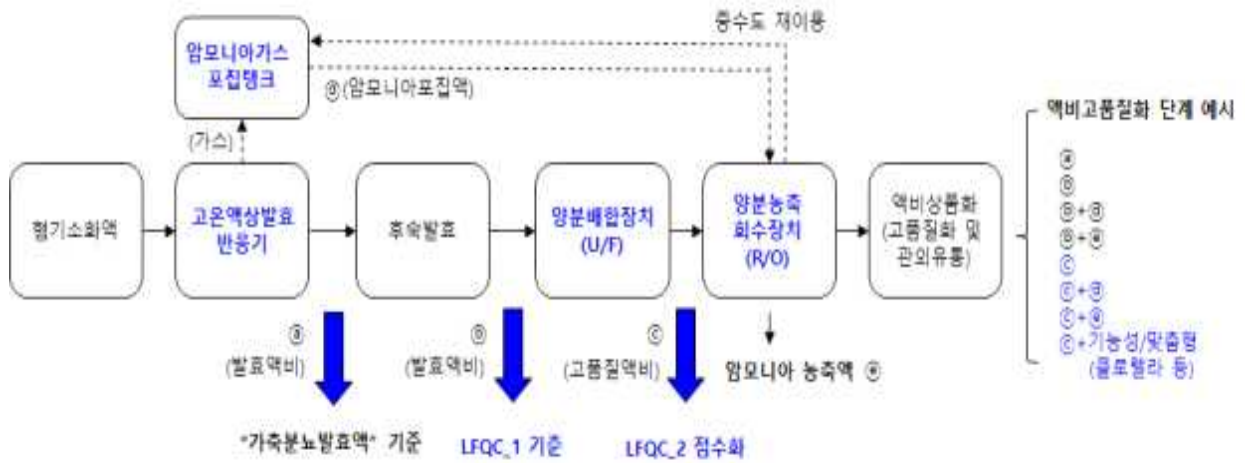 중수도 재이용
암모니아가스
포집탱크
ⓓ(암모니아포집액)
(가스)
혐기소화액
고온액상발효
반응기
후숙발효
양분배합장치
(U/F)
양분농축
회수장치
(R/O)
액비상품화
(고품질화 및
관외유통)
액비고품질화 단계 예시
ⓐ
ⓑ
ⓑ+ⓓ
ⓑ+ⓔ
ⓒ
ⓒ+ⓓ
ⓒ+ⓔ
ⓒ+기능성/맞춤형
(클로렐라 등)
ⓐ
(발효액비)
ⓑ
(발효액비)
ⓒ
(고품질액비)
암모니아 농축액 ⓔ
"가축분뇨발효액" 기준
LFQC_1 기준
LFQC_2 점수화